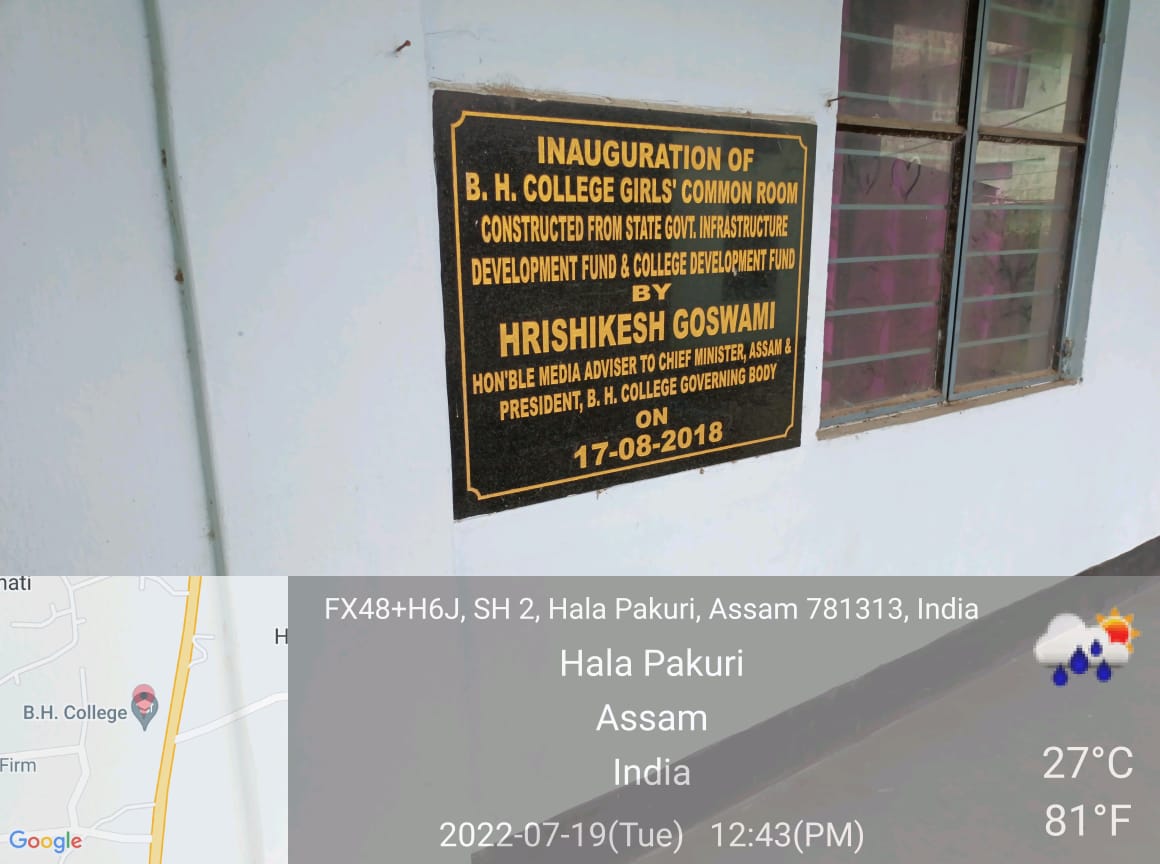 INAUGURATION OF
B. H. COLLEGE GIRLS' COMMON ROOM
CONSTRUCTED FROM STATE GOVT. INFRASTRUCTURE
DEVELOPMENT FUND & COLLEGE DEVELOPMENT FUND
BY
HRISHIKESH GOSWAMI
HON'BLE MEDIA ADVISER TO CHIEF MINISTER, ASSAM &
PRESIDENT, B. H. COLLEGE GOVERNING BODY
ON
17-08-2018
nati
H
B.H. College
Firm
Google
FX48+H6J, SH 2, Hala Pakuri, Assam 781313, India
Hala Pakuri
Assam
India
2022-07-19(Tue) 12:43(PM)
27°C
81°F